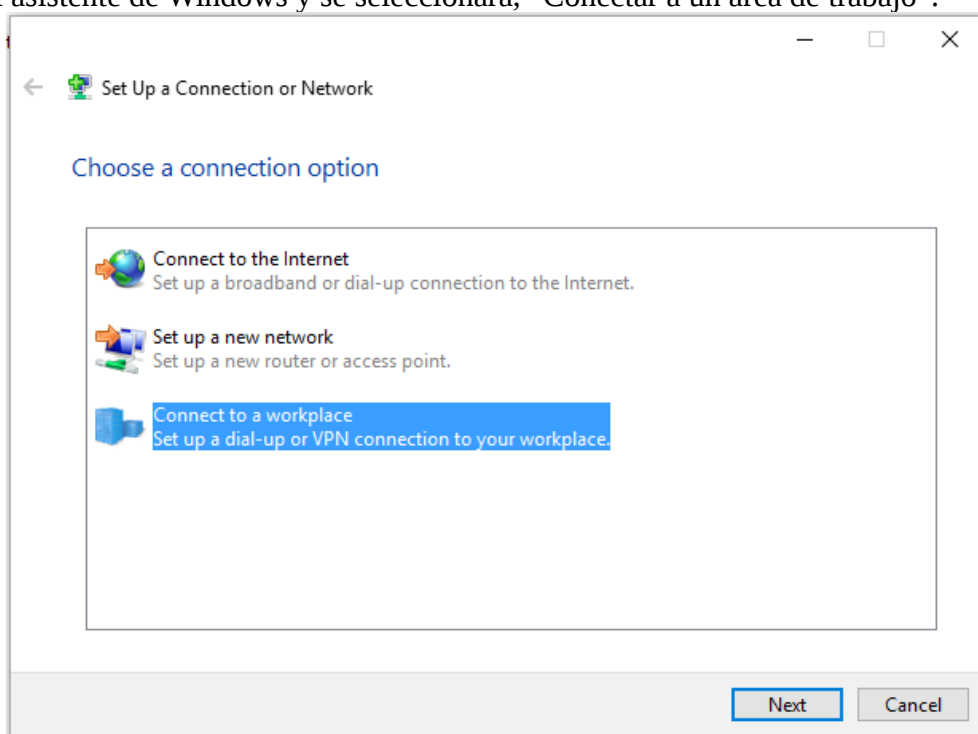 asistente de Windows y se seleccionará, "Conectar a un área de trabajo".
Set Up a Connection or Network
Choose a connection option
Connect to the Internet
Set up a broadband or dial-up connection to the Internet.
Set up a new network
Set up a new router or access point.
Connect to a workplace
Set up a dial-up or VPN connection to your workplace.
Next Cancel